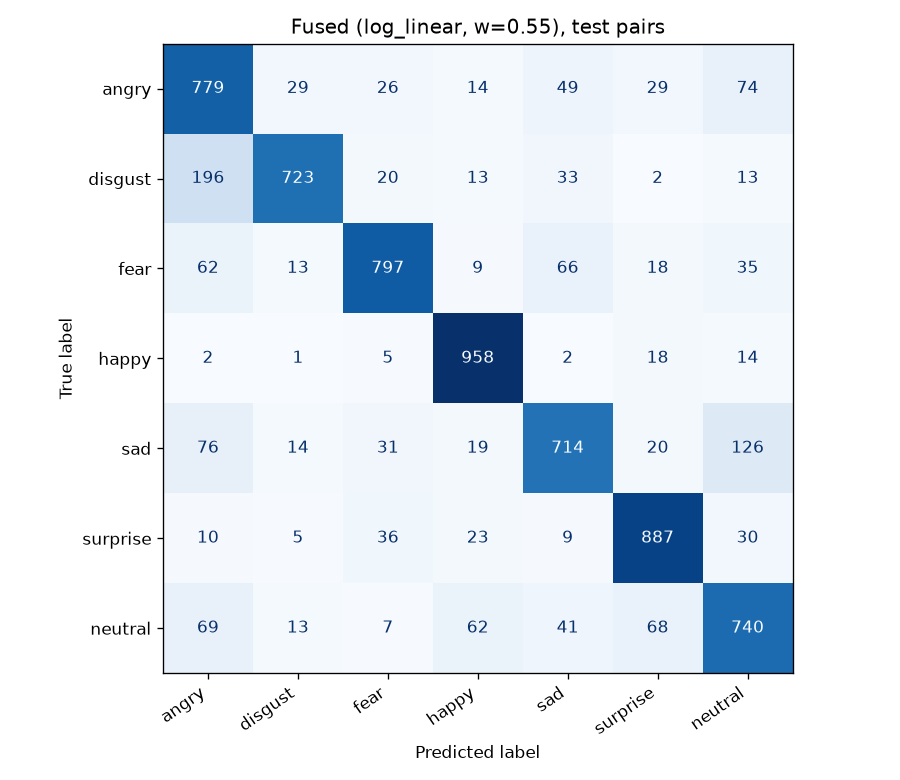 Fused (log_linear, w=0.55), test pairs
angry 779 29 26 14 49 29 74
disgust 196 723 20 13 33 2 13
fear 62 13 797 9 66 18 35
happy 2 1 5 958 2 18 14
sad 76 14 31 19 714 20 126
surprise 10 5 36 23 9 887 30
neutral 69 13 7 62 41 68 740
True label
angry disgust fear happy sad surprise neutral
Predicted label